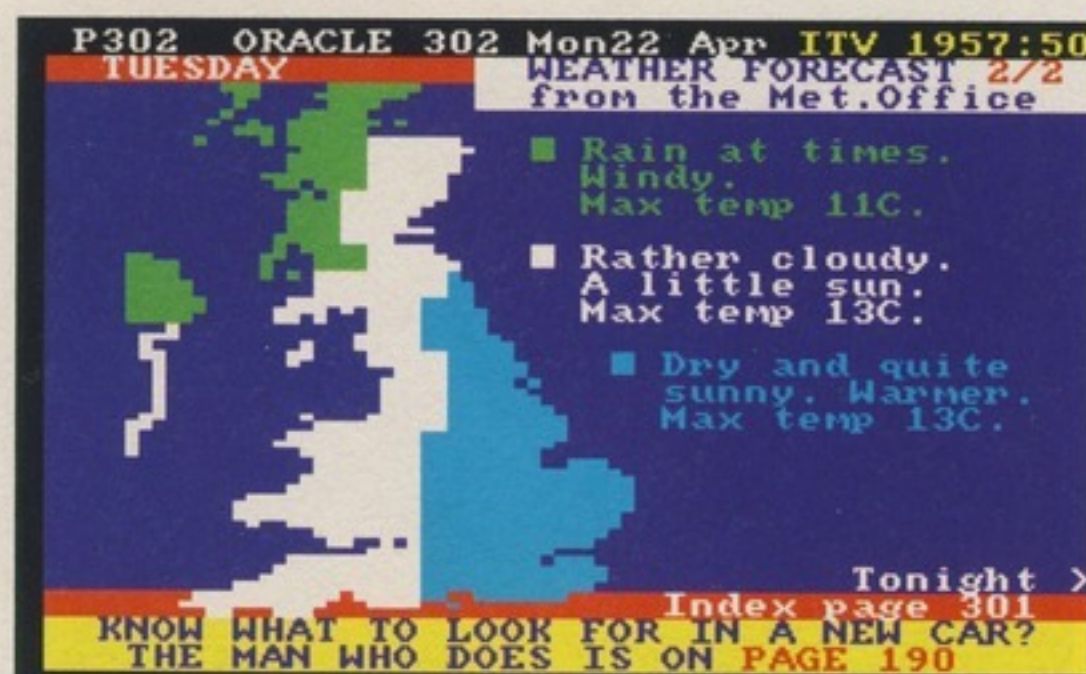 P302 ORACLE 302 Mon22 Apr ITV 1957:50
TUESDAY
WEATHER FORECAST 2/2
from the Met.Office
Rain at times.
Windy.
Max temp 11C.
Rather cloudy.
A little sun.
Max temp 13C.
Dry and quite
sunny. Warmer.
Max temp 13C.
Tonight >
Index page 301
KNOW WHAT TO LOOK FOR IN A NEW CAR?
THE MAN WHO DOES IS ON PAGE 190